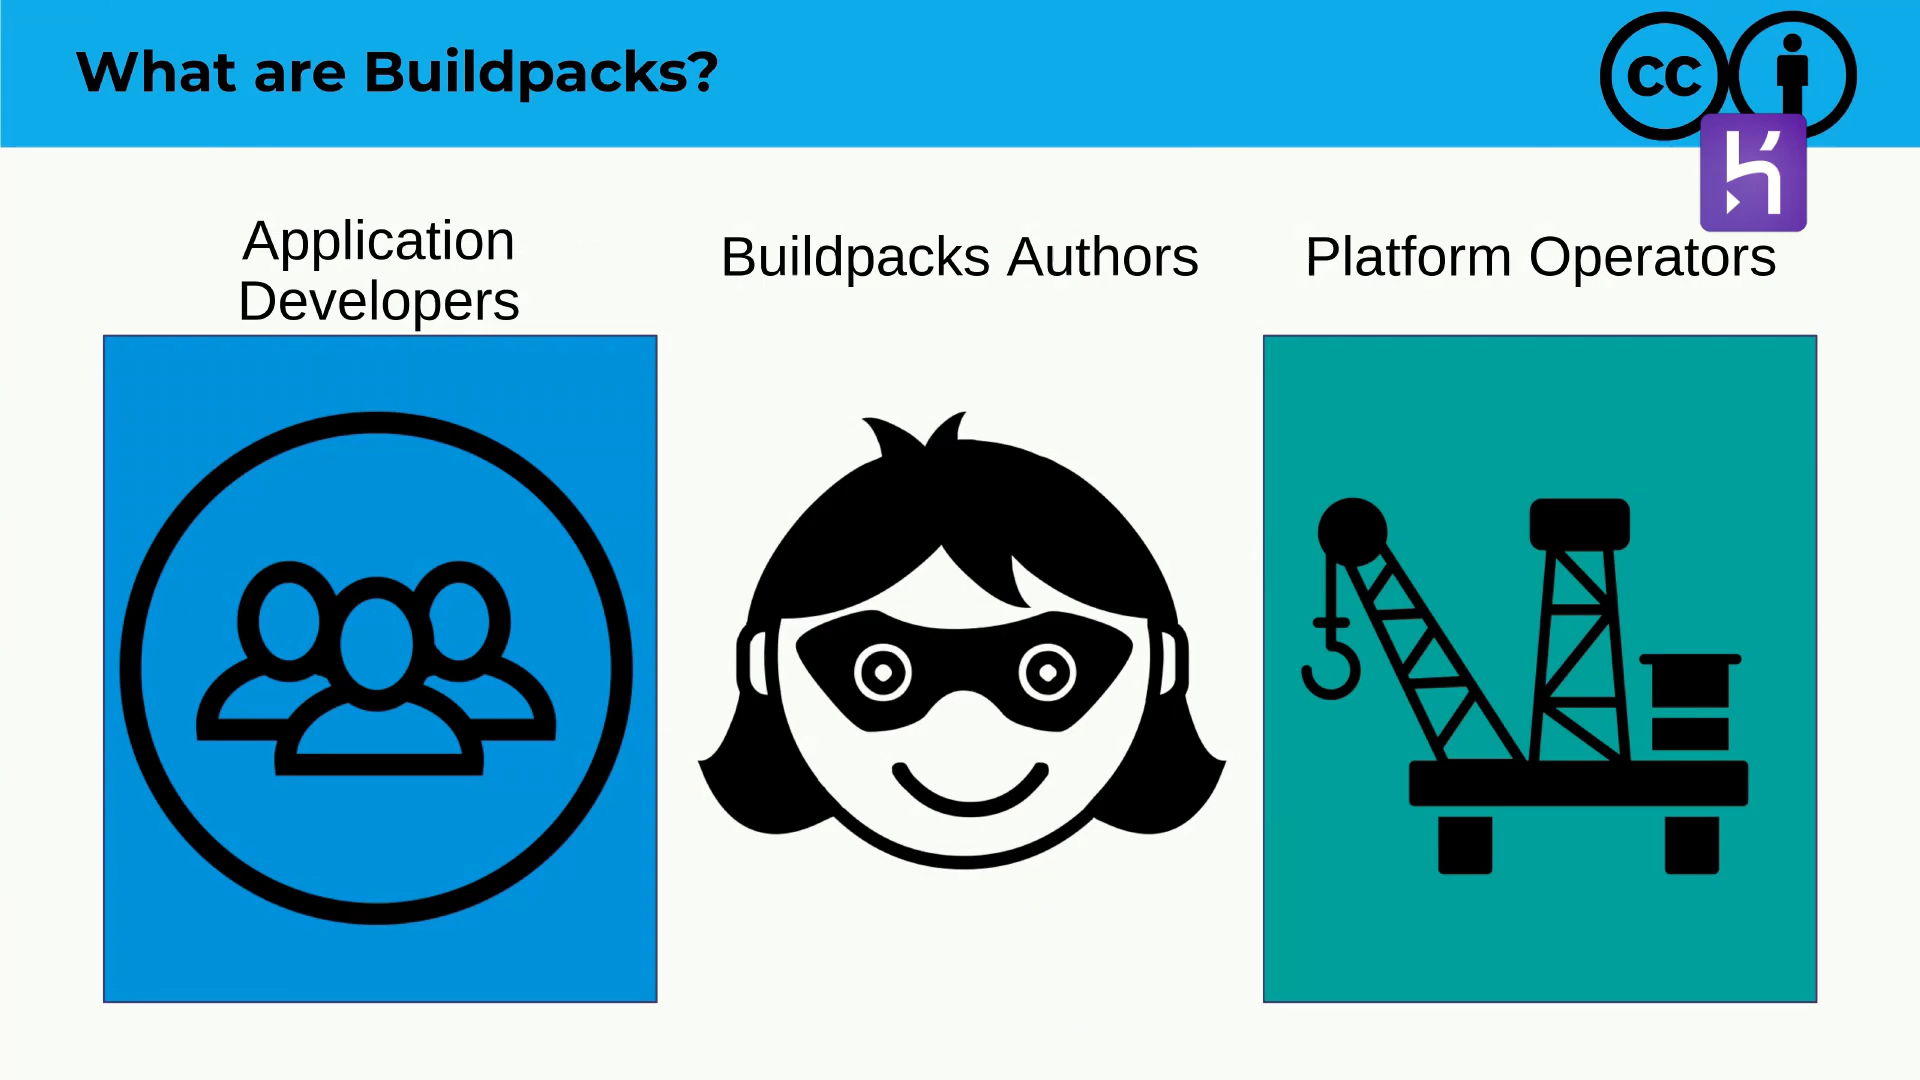 What are Buildpacks?
cc
Application
Developers
Buildpacks Authors
Platform Operators